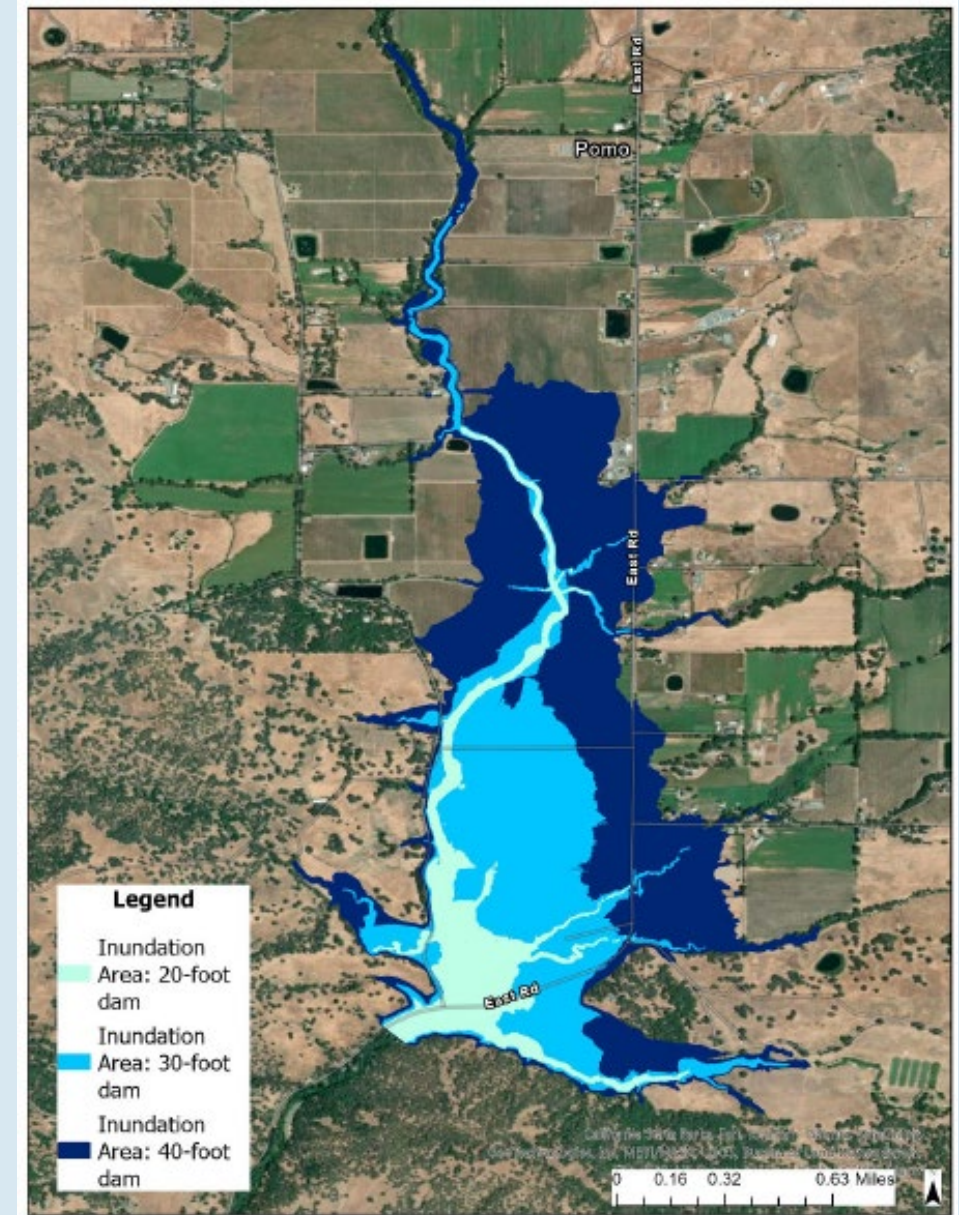 East Rd
Pomo
East Rd
East Rd
Legend
Inundation
Area: 20-foot
dam
Inundation
Area: 30-foot
dam
Inundation
Area: 40-foot
dam
0 0.16 0.32 0.63 Miles